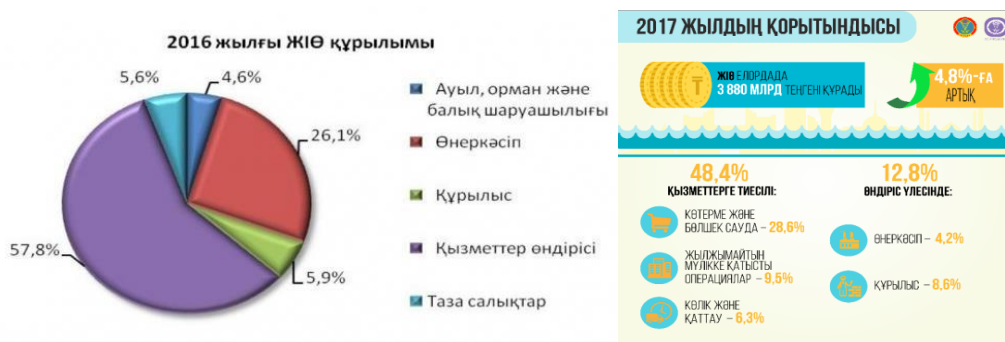 2016 жылғы ЖІӨ құрылымы
5,6%
4,6%
26,1%
5,9%
57,8%
Ауыл, орман және
балық шаруашылығы
Өнеркәсіп
Құрылыс
Қызметтер өндірісі
Таза салықтар
2017 ЖЫЛДЫҢ ҚОРЫТЫНДЫСЫ
ЖІӨ ЕЛОРДАДА
3 880 МЛРД ТЕҢГЕНІ ҚҰРАДЫ
4,8%-ҒА
АРТЫҚ
48,4%
ҚЫЗМЕТТЕРГЕ ТИЕСІЛІ:
КӨТЕРМЕ ЖӘНЕ
БӨЛШЕК САУДА – 28,6%
ЖЫЛЖЫМАЙТЫН
МҮЛІККЕ ҚАТЫСТЫ
ОПЕРАЦИЯЛАР – 9,5%
КӨЛІК ЖӘНЕ
ҚАТТАУ – 6,3%
12,8%
ӨНДІРІС ҮЛЕСІНДЕ:
ӨНЕРКӘСІП – 4,2%
ҚҰРЫЛЫС – 8,6%